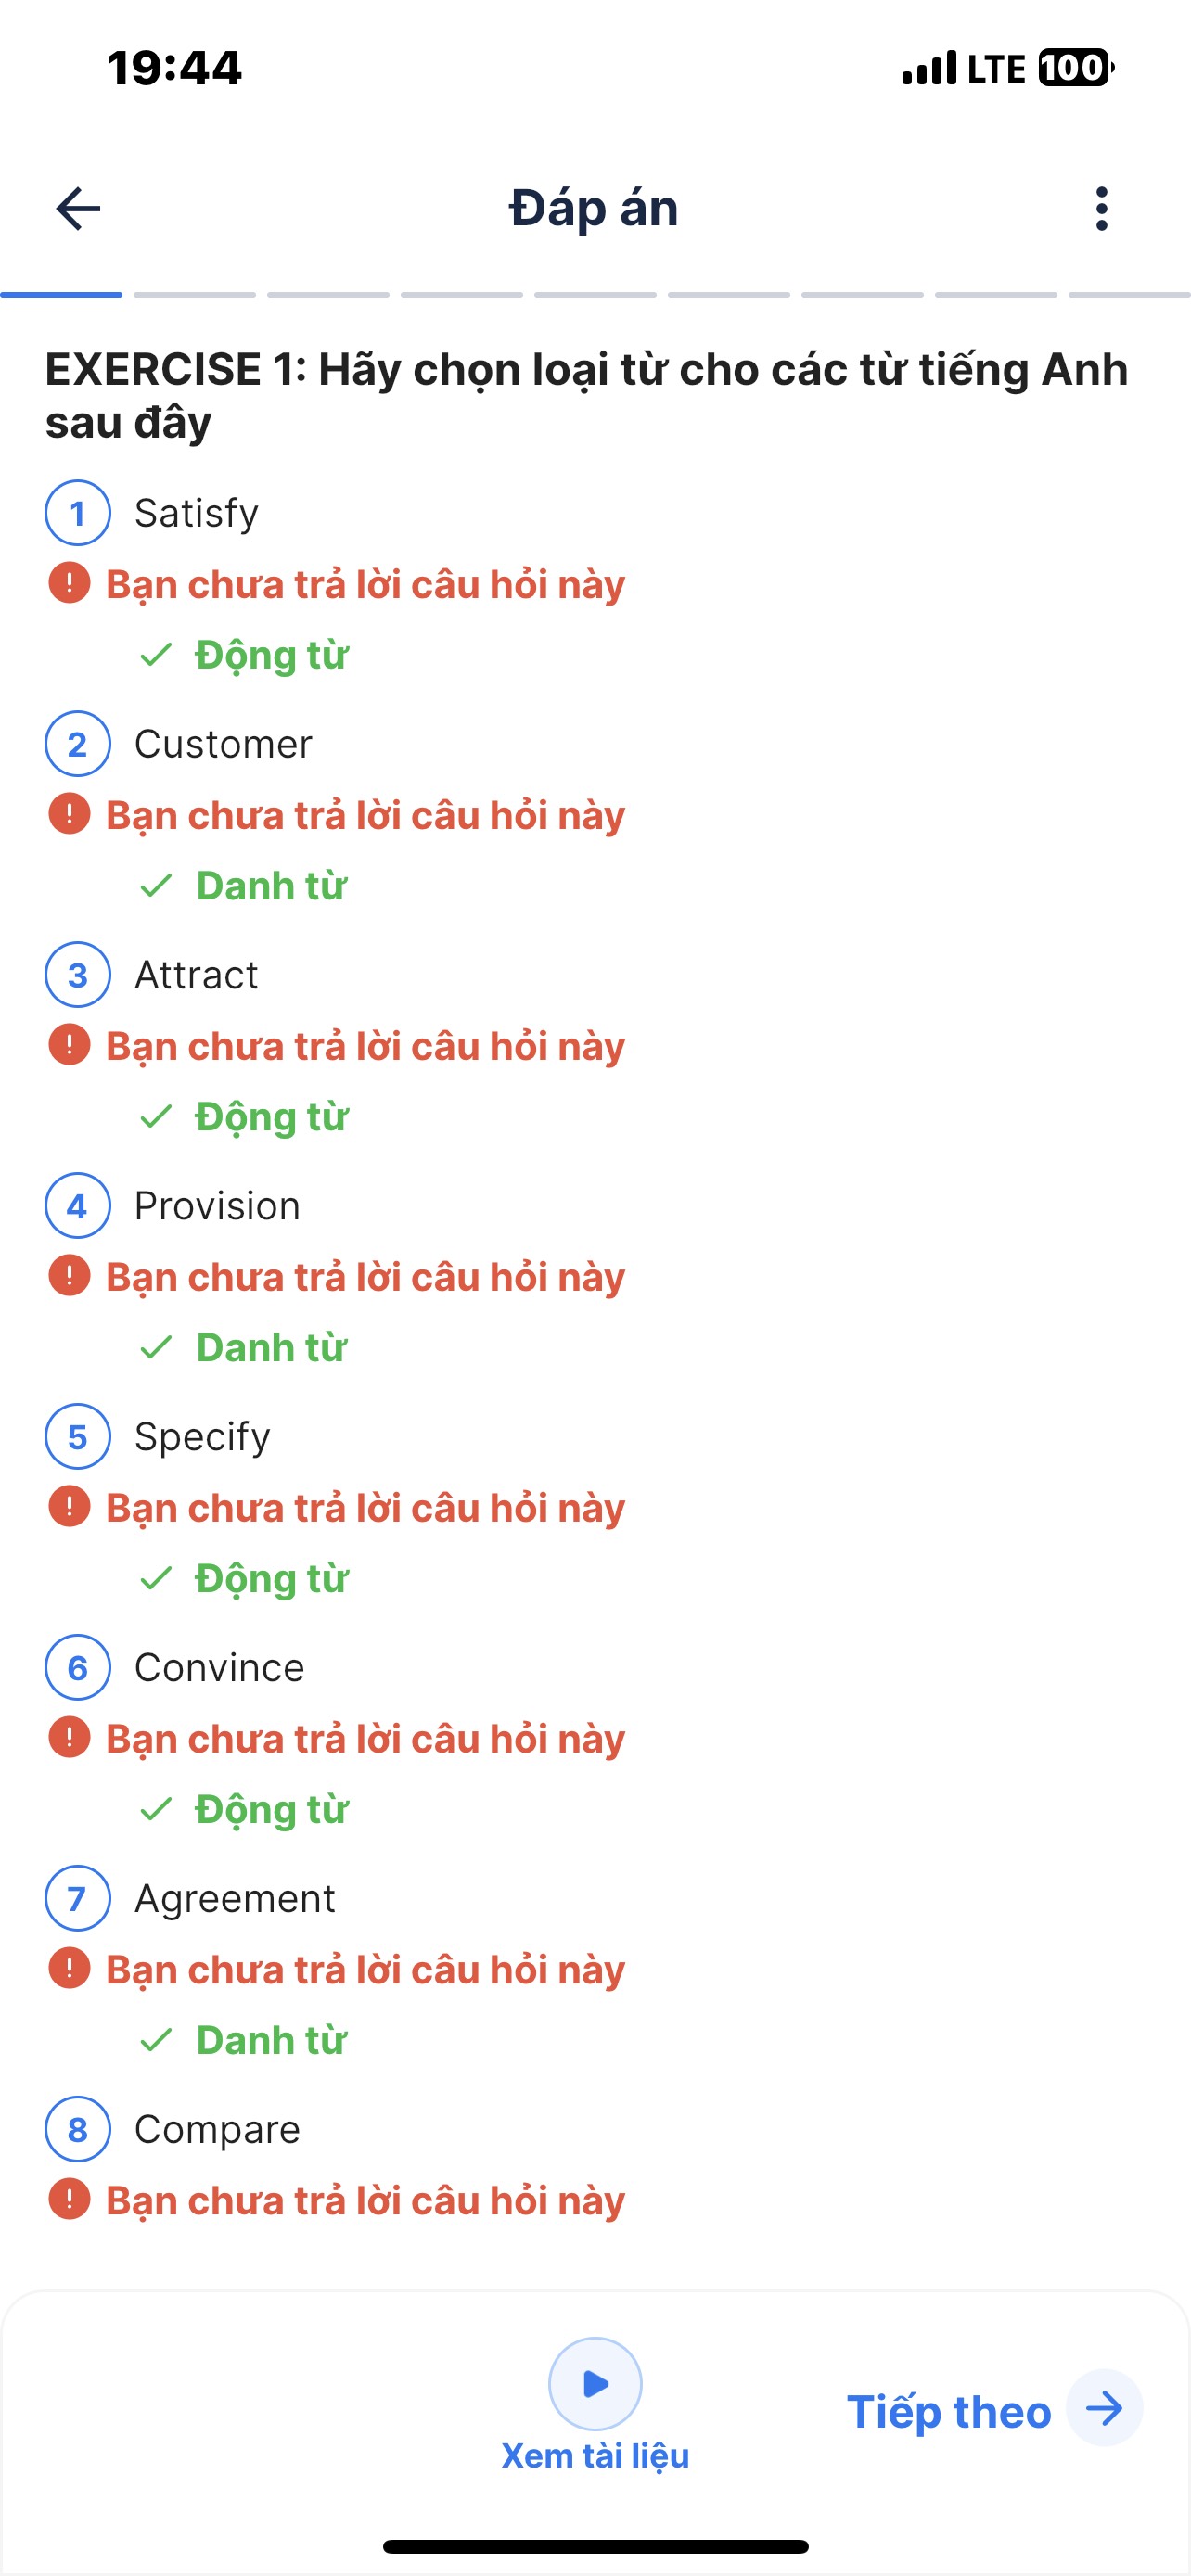 19:44
LTE 100
Đáp án
EXERCISE 1: Hãy chọn loại từ cho các từ tiếng Anh
sau đây
1 Satisfy
! Bạn chưa trả lời câu hỏi này
Động từ
2 Customer
! Bạn chưa trả lời câu hỏi này
Danh từ
3 Attract
! Bạn chưa trả lời câu hỏi này
Động từ
4 Provision
! Bạn chưa trả lời câu hỏi này
Danh từ
5 Specify
! Bạn chưa trả lời câu hỏi này
Động từ
6 Convince
! Bạn chưa trả lời câu hỏi này
Động từ
7 Agreement
! Bạn chưa trả lời câu hỏi này
Danh từ
8 Compare
! Bạn chưa trả lời câu hỏi này
Tiếp theo
Xem tài liệu